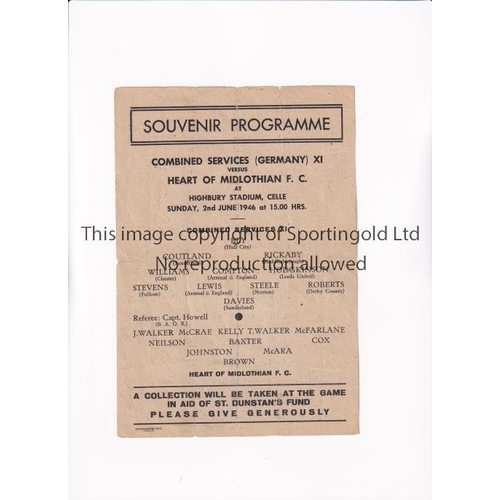 SOUVENIR PROGRAMME
COMBINED SERVICES (GERMANY) XI
VERSUS
HEART OF MIDLOTHIAN F. C.
AT
HIGHBURY STADIUM, CELLE
SUNDAY, 2nd JUNE 1946 at 15.00 HRS.
COMBINED SERVICES XI
This image copyright of Sportingold Ltd
(Hull City)
COUTLAND RICKABY
No reproduction allowed
WILLIAMS COMPTON HODGKINSON
(Chester) (Arsenal & England) (Leeds United)
STEVENS LEWIS STEELE ROBERTS
(Fulham) (Arsenal & England) (Morton) (Derby County)
DAVIES
(Sunderland)
Referee: Capt. Howell
(B. A. O. R.)
J.WALKER McCRAE KELLY T.WALKER McFARLANE
NEILSON BAXTER COX
JOHNSTON McARA
BROWN
HEART OF MIDLOTHIAN F. C.
A COLLECTION WILL BE TAKEN AT THE GAME
IN AID OF ST. DUNSTAN'S FUND
PLEASE GIVE GENEROUSLY